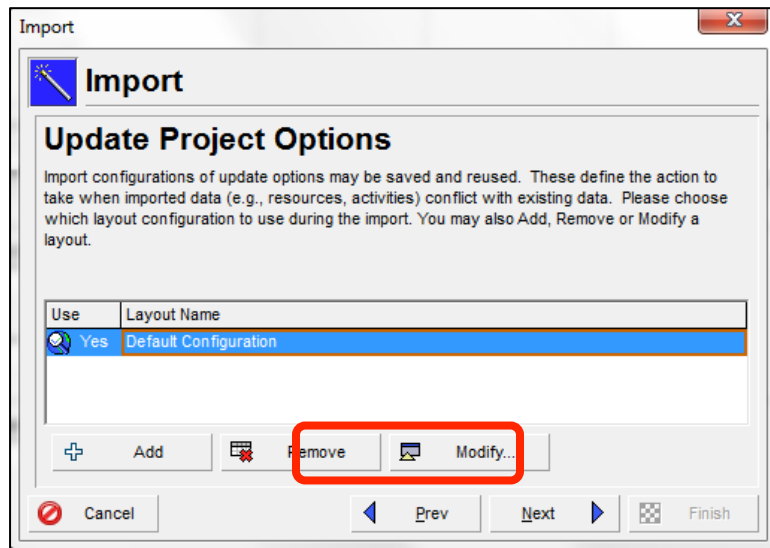 Import
Import
Update Project Options
Import configurations of update options may be saved and reused.  These define the action to
take when imported data (e.g., resources, activities) conflict with existing data.  Please choose
which layout configuration to use during the import. You may also Add, Remove or Modify a
layout.
Use Layout Name
Yes Default Configuration
Add Remove Modify...
Cancel Prev Next Finish